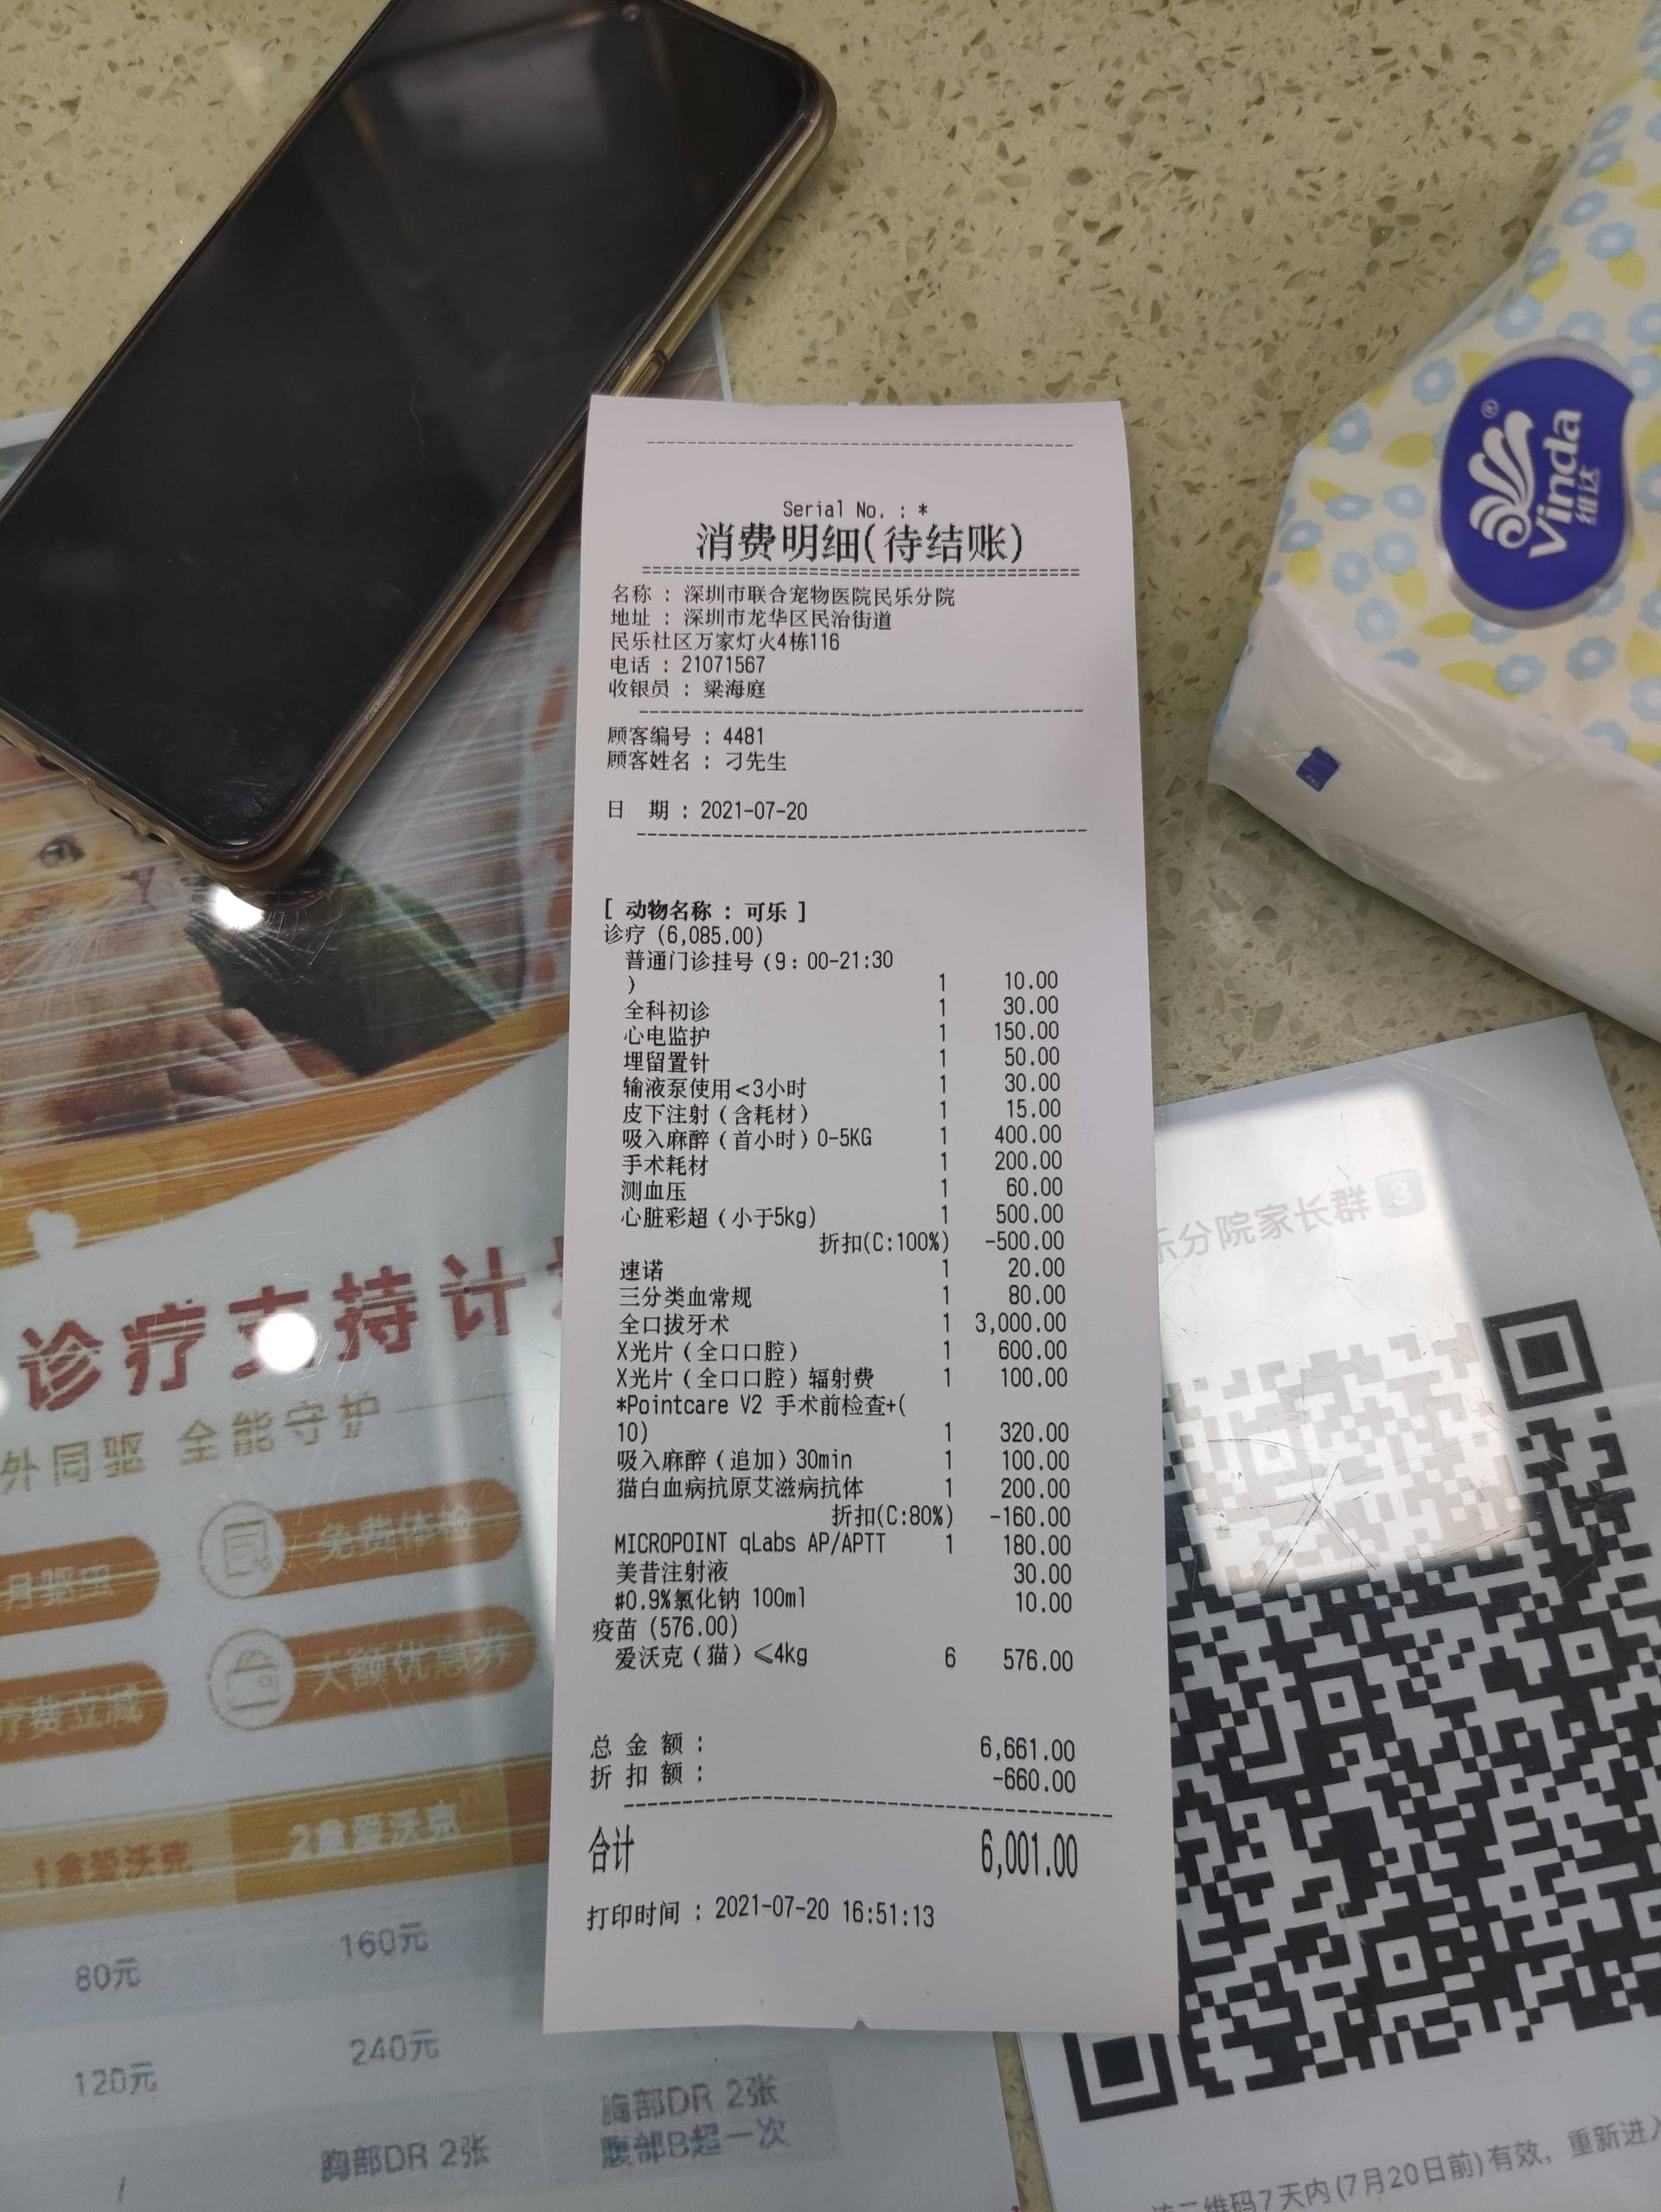 Serial No. : *
消费明细(待结账)
名称 : 深圳市联合宠物医院民乐分院
地址 : 深圳市龙华区民治街道
民乐社区万家灯火4栋116
电话 : 21071567
收银员 : 梁海庭
顾客编号 : 4481
顾客姓名 : 刁先生
日 期 : 2021-07-20
[ 动物名称 : 可乐 ]
诊疗 (6,085.00)
普通门诊挂号(9:00-21:30
) 1 10.00
全科初诊 1 30.00
心电监护 1 150.00
埋留置针 1 50.00
输液泵使用<3小时 1 30.00
皮下注射(含耗材) 1 15.00
吸入麻醉(首小时)0-5KG 1 400.00
手术耗材 1 200.00
测血压 1 60.00
心脏彩超(小于5kg) 1 500.00
折扣(C:100%) -500.00
速诺 1 20.00
三分类血常规 1 80.00
全口拔牙术 1 3,000.00
X光片(全口口腔) 1 600.00
X光片(全口口腔)辐射费 1 100.00
*Pointcare V2 手术前检查+(
10) 1 320.00
吸入麻醉(追加)30min 1 100.00
猫白血病抗原艾滋病抗体 1 200.00
折扣(C:80%) -160.00
MICROPOINT qLabs AP/APTT 1 180.00
美昔注射液 30.00
#0.9%氯化钠 100ml 10.00
疫苗 (576.00)
爱沃克(猫)≤4kg 6 576.00
总 金 额 : 6,661.00
折 扣 额 : -660.00
合计 6,001.00
打印时间 : 2021-07-20 16:51:13
Vinda
维达
诊疗支持计
外同驱 全能守护
月驱虫
免费体检
疗费立减
大额优惠券
1盒爱沃克
2盒爱沃克
80元
160元
120元
240元
/
胸部DR 2张
胸部DR 2张
腹部B超一次
乐分院家长群 3
维码7天内(7月20日前)有效，重新进入